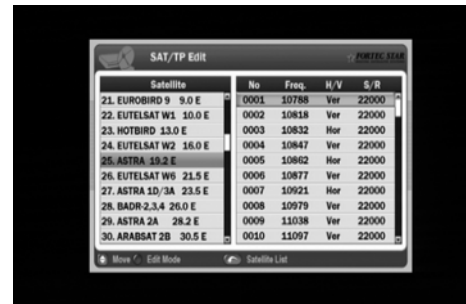 SAT/TP Edit
FORTEC STAR
Satellite
21. EUROBIRD 9 9.0 E
22. EUTELSAT W1 10.0 E
23. HOTBIRD 13.0 E
24. EUTELSAT W2 16.0 E
25. ASTRA 19.2 E
26. EUTELSAT W6 21.5 E
27. ASTRA 1D/3A 23.5 E
28. BADR-2,3,4 26.0 E
29. ASTRA 2A 28.2 E
30. ARABSAT 2B 30.5 E
No Freq. H/V S/R
0001 10788 Ver 22000
0002 10818 Ver 22000
0003 10832 Hor 22000
0004 10847 Ver 22000
0005 10862 Hor 22000
0006 10877 Ver 22000
0007 10921 Hor 22000
0008 10979 Ver 22000
0009 11038 Ver 22000
0010 11097 Ver 22000
Move Edit Mode Satellite List